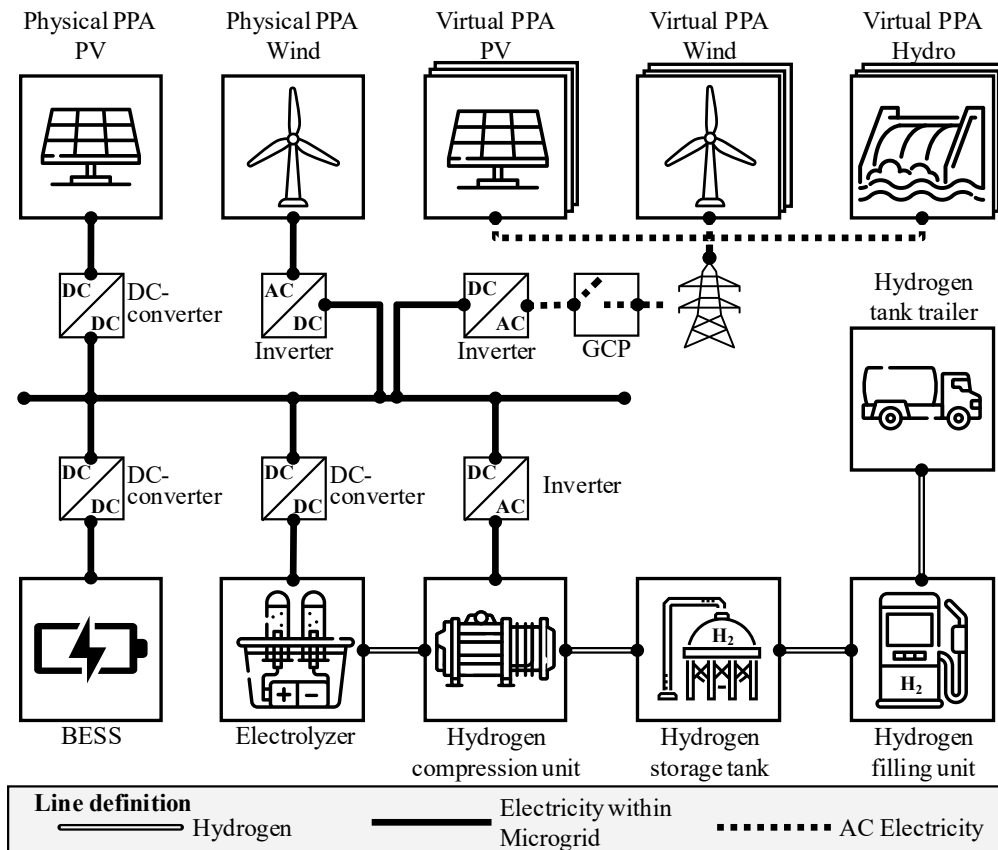 Physical PPA
PV
Physical PPA
Wind
Virtual PPA
PV
Virtual PPA
Wind
Virtual PPA
Hydro
DC
DC
DC-
converter
AC
DC
Inverter
DC
AC
Inverter
GCP
Hydrogen
tank trailer
DC
DC
DC-
converter
DC
DC
DC-
converter
DC
AC
Inverter
H2
H2
BESS
Electrolyzer
Hydrogen
compression unit
Hydrogen
storage tank
Hydrogen
filling unit
Line definition
Hydrogen
Electricity within
Microgrid
AC Electricity